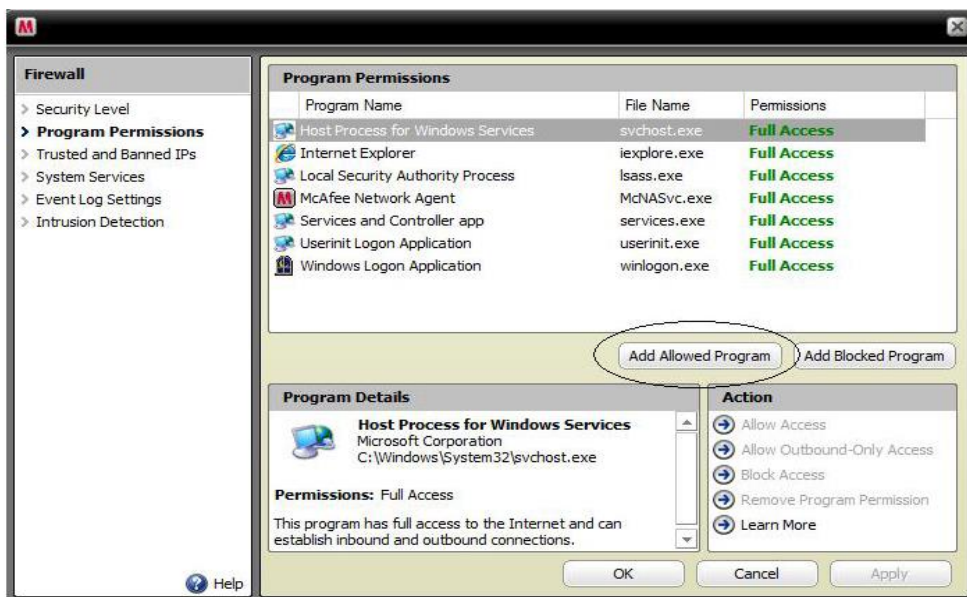 Firewall
Security Level
Program Permissions
Trusted and Banned IPs
System Services
Event Log Settings
Intrusion Detection
Help
Program Permissions
Program Name File Name Permissions
Host Process for Windows Services svchost.exe Full Access
Internet Explorer iexplore.exe Full Access
Local Security Authority Process lsass.exe Full Access
McAfee Network Agent McNASvc.exe Full Access
Services and Controller app services.exe Full Access
Userinit Logon Application userinit.exe Full Access
Windows Logon Application winlogon.exe Full Access
Add Allowed Program Add Blocked Program
Program Details
Host Process for Windows Services
Microsoft Corporation
C:\Windows\System32\svchost.exe
Permissions: Full Access
This program has full access to the Internet and can
establish inbound and outbound connections.
Action
Allow Access
Allow Outbound-Only Access
Block Access
Remove Program Permission
Learn More
OK Cancel Apply